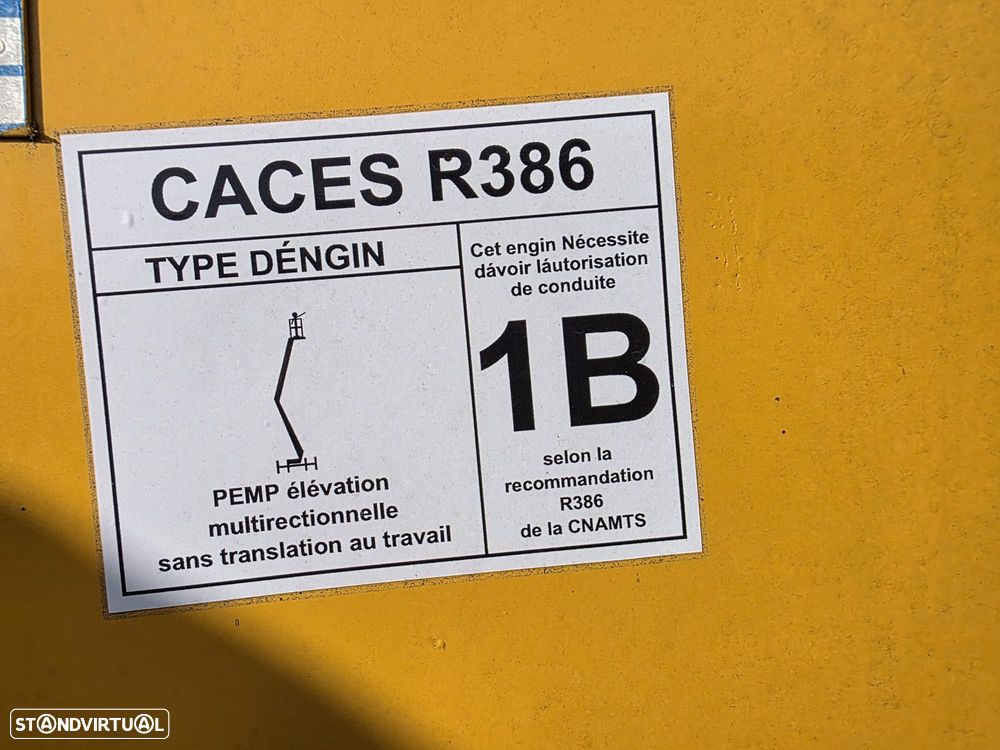 CACES R386
TYPE DÉNGIN
PEMP élévation
multirectionnelle
sans translation au travail
Cet engin Nécessite
dávoir láutorisation
de conduite
1B
selon la
recommandation
R386
de la CNAMTS
STANDVIRTUAL